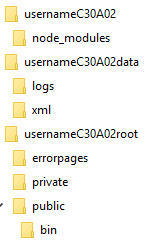 usernameC30A02
node_modules
usernameC30A02data
logs
xml
usernameC30A02root
errorpages
private
public
bin